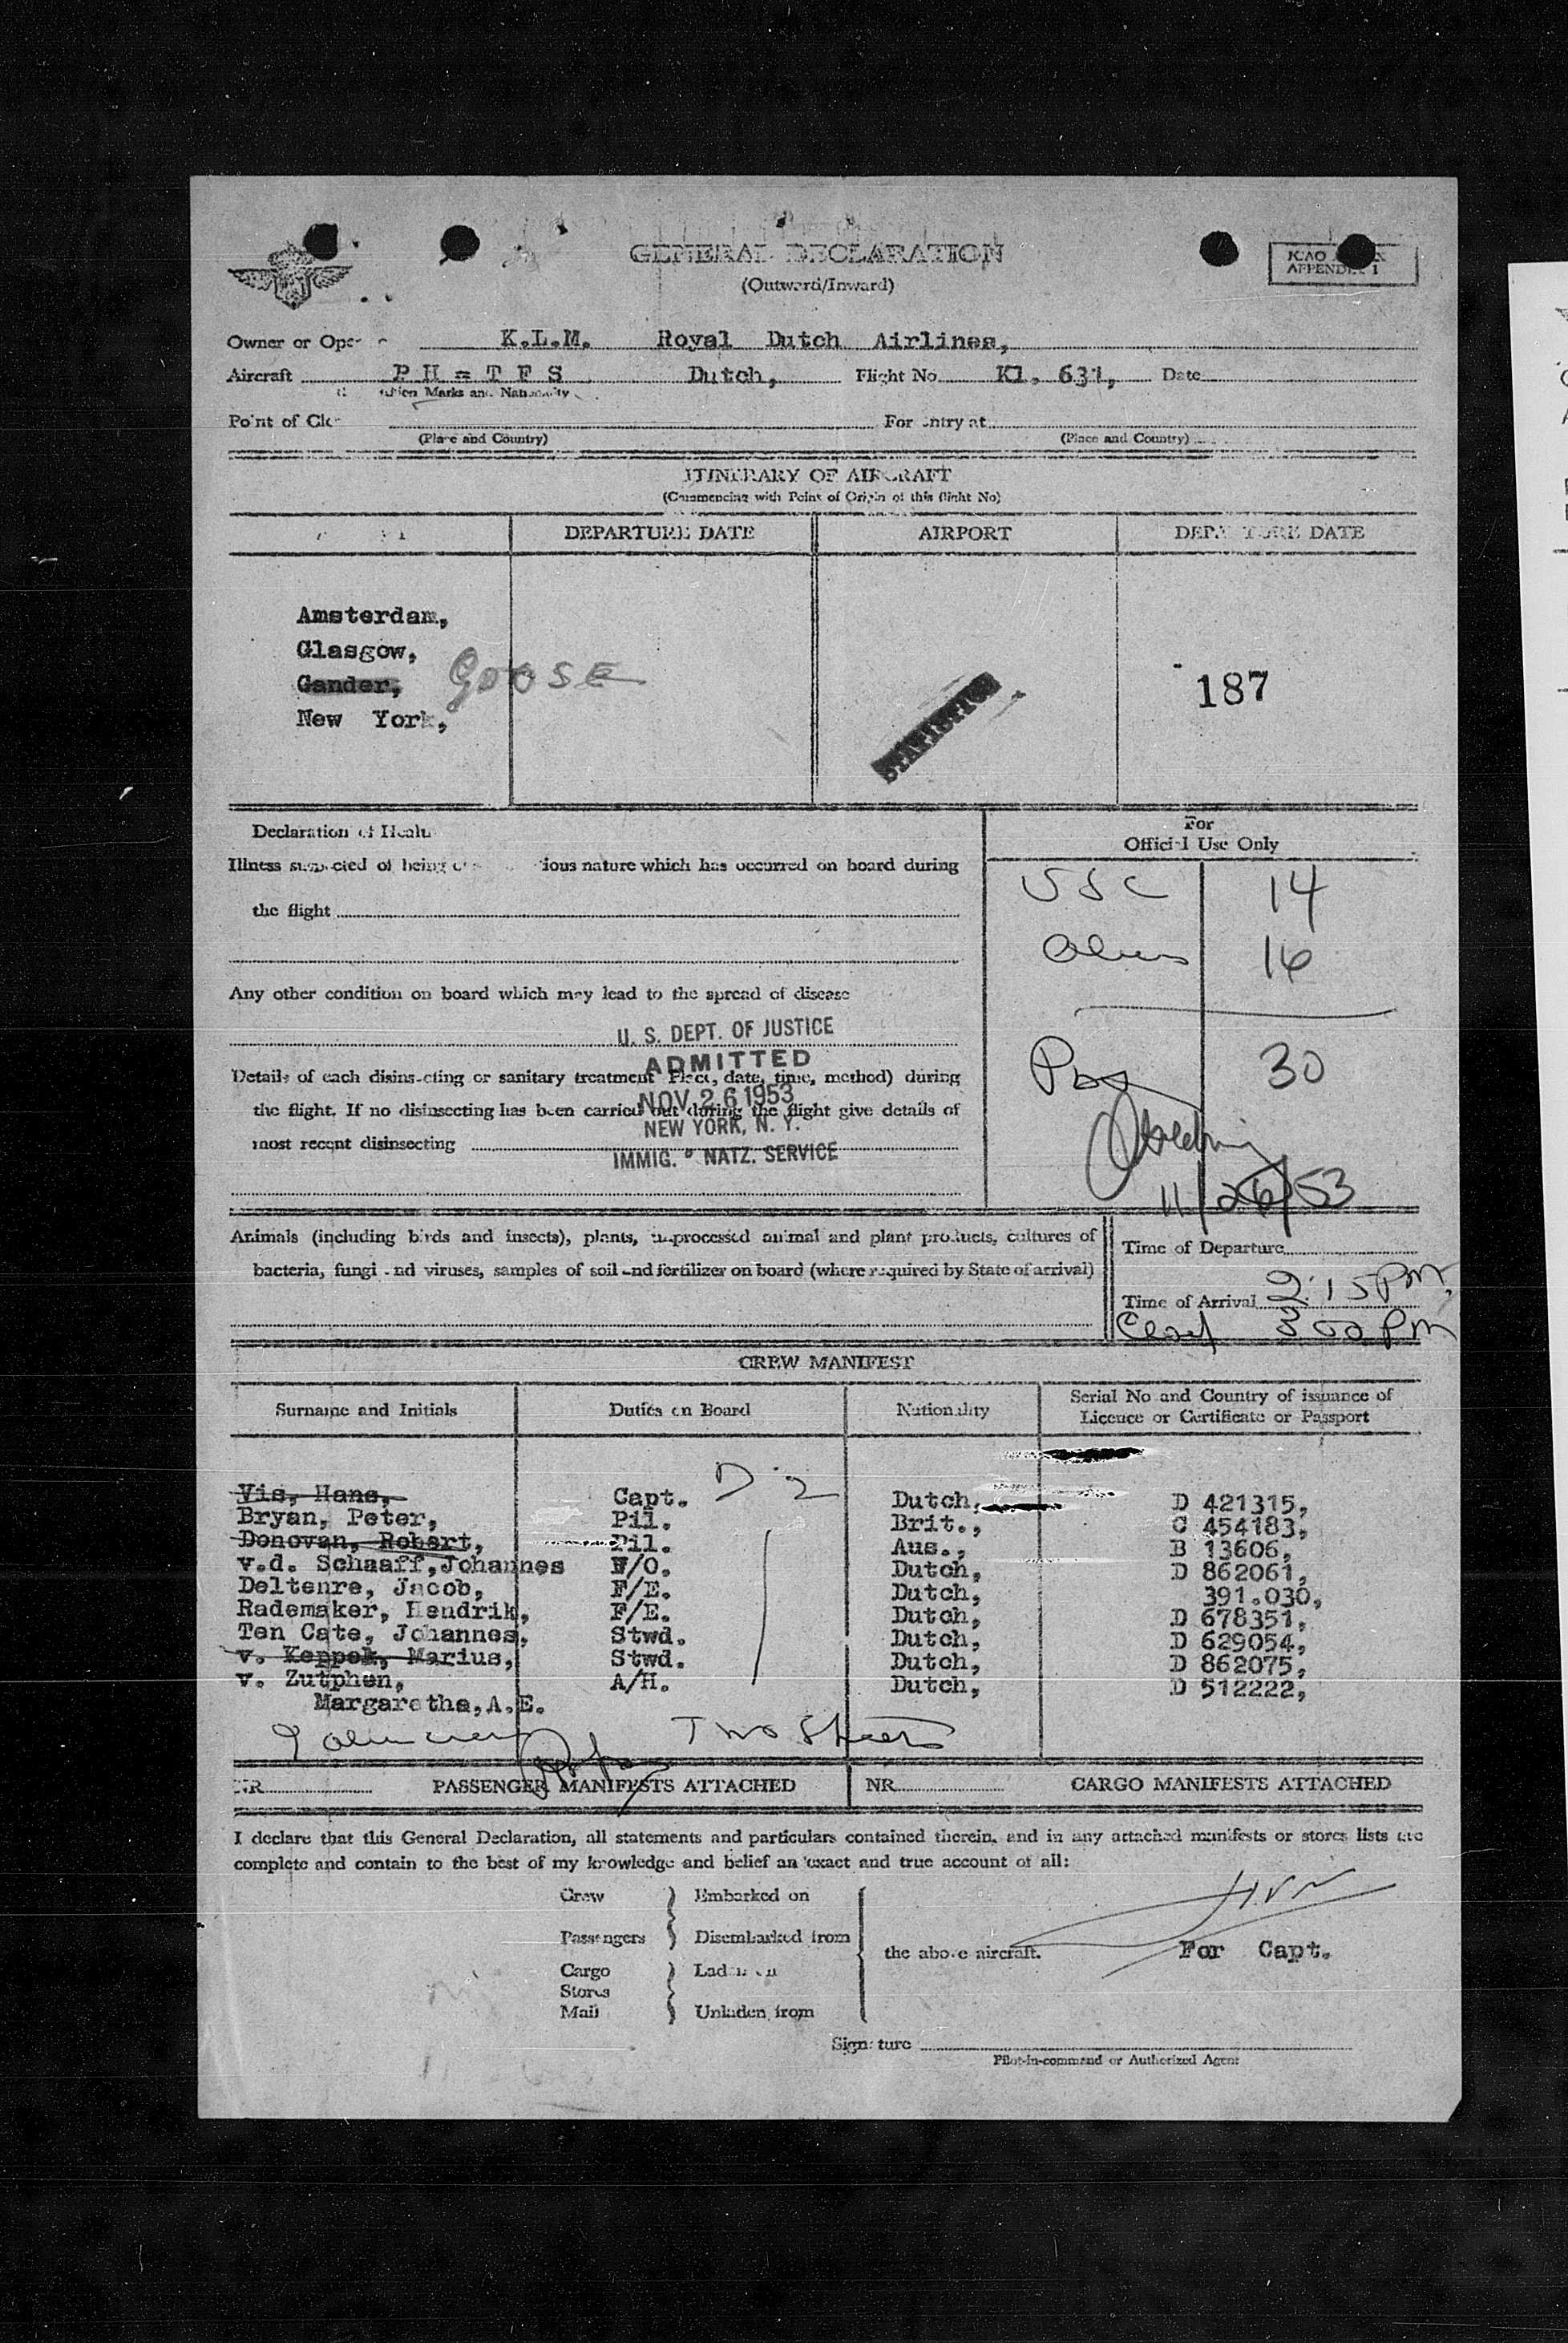 GENERAL DECLARATION
(Outward/Inward)
ICAO
APPENDIX 1
Owner or K.L.M. Royal Dutch Airlines,
Aircraft PH = TFS Dutch, Flight No. Kl. 631, Date
Marks and Nationality
Point of For entry at
(Place and Country) (Place and Country)
ITINERARY OF AIRCRAFT
(Commencing with Point of Origin of this flight No)
DEPARTURE DATE AIRPORT DEPARTURE DATE
Amsterdam,
Glasgow,
Gander, GOOSE
New York,
187
STATISTICS
Declaration of Health
For
Official Use Only
Illness suspected of being ious nature which has occurred on board during
the flight
USC 14
Aliens 16
Any other condition on board which may lead to the spread of disease
U. S. DEPT. OF JUSTICE
ADMITTED
NOV 26 1953
NEW YORK, N. Y.
IMMIG. NATZ. SERVICE
30
Details of each disinsecting or sanitary treatment Place, date, time, method) during
the flight. If no disinsecting has been carried out during the flight give details of
most recent disinsecting
11/26/53
Animals (including birds and insects), plants, unprocessed animal and plant products, cultures of
bacteria, fungi and viruses, samples of soil and fertilizer on board (where required by State of arrival)
Time of Departure
Time of Arrival 2:15 PM.
Clear 3 00 PM
CREW MANIFEST
Surname and Initials Duties on Board Nationality Serial No and Country of issuance of
Licence or Certificate or Passport
D-2
Vis, Hans, Capt. Dutch, D 421315,
Bryan, Peter, Pil. Brit., C 454183,
Donovan, Robert, Pil. Aus., B 13606,
v.d. Schaaff,Johannes W/O. Dutch, D 862061,
Deltenre, Jacob, F/E. Dutch, 391.030,
Rademaker, Hendrik, F/E. Dutch, D 678351,
Ten Cate, Johannes, Stwd. Dutch, D 629054,
v. Keppel, Marius, Stwd. Dutch, D 862075,
v. Zutphen, A/H. Dutch, D 512222,
Margaretha,A.E.
Two Sheets
NR PASSENGER MANIFESTS ATTACHED NR CARGO MANIFESTS ATTACHED
I declare that this General Declaration, all statements and particulars contained therein, and in any attached manifests or stores lists are
complete and contain to the best of my knowledge and belief an exact and true account of all:
Crew Embarked on
Passengers Disembarked from
the above aircraft.
For Capt.
Cargo
Stores
Mail Unladen from
Signature
Pilot-in-command or Authorized Agent